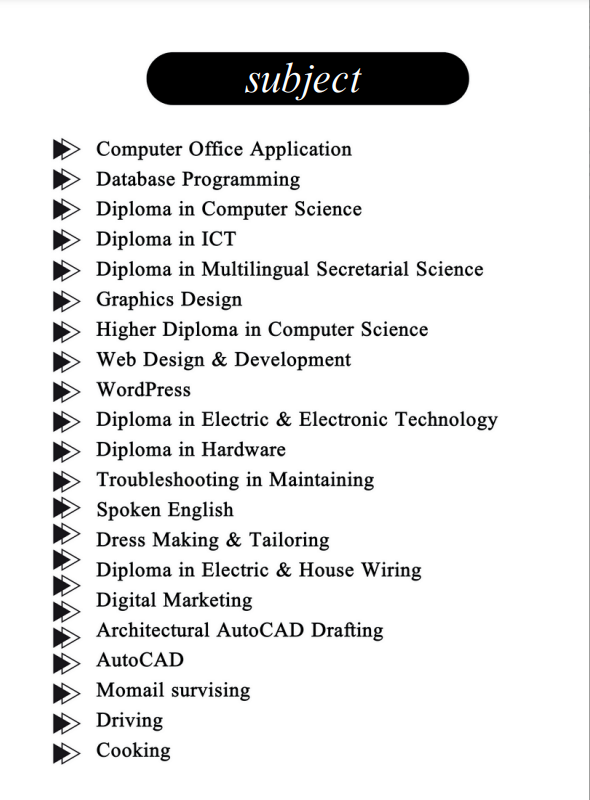 subject
Computer Office Application
Database Programming
Diploma in Computer Science
Diploma in ICT
Diploma in Multilingual Secretarial Science
Graphics Design
Higher Diploma in Computer Science
Web Design & Development
WordPress
Diploma in Electric & Electronic Technology
Diploma in Hardware
Troubleshooting in Maintaining
Spoken English
Dress Making & Tailoring
Diploma in Electric & House Wiring
Digital Marketing
Architectural AutoCAD Drafting
AutoCAD
Momail survising
Driving
Cooking